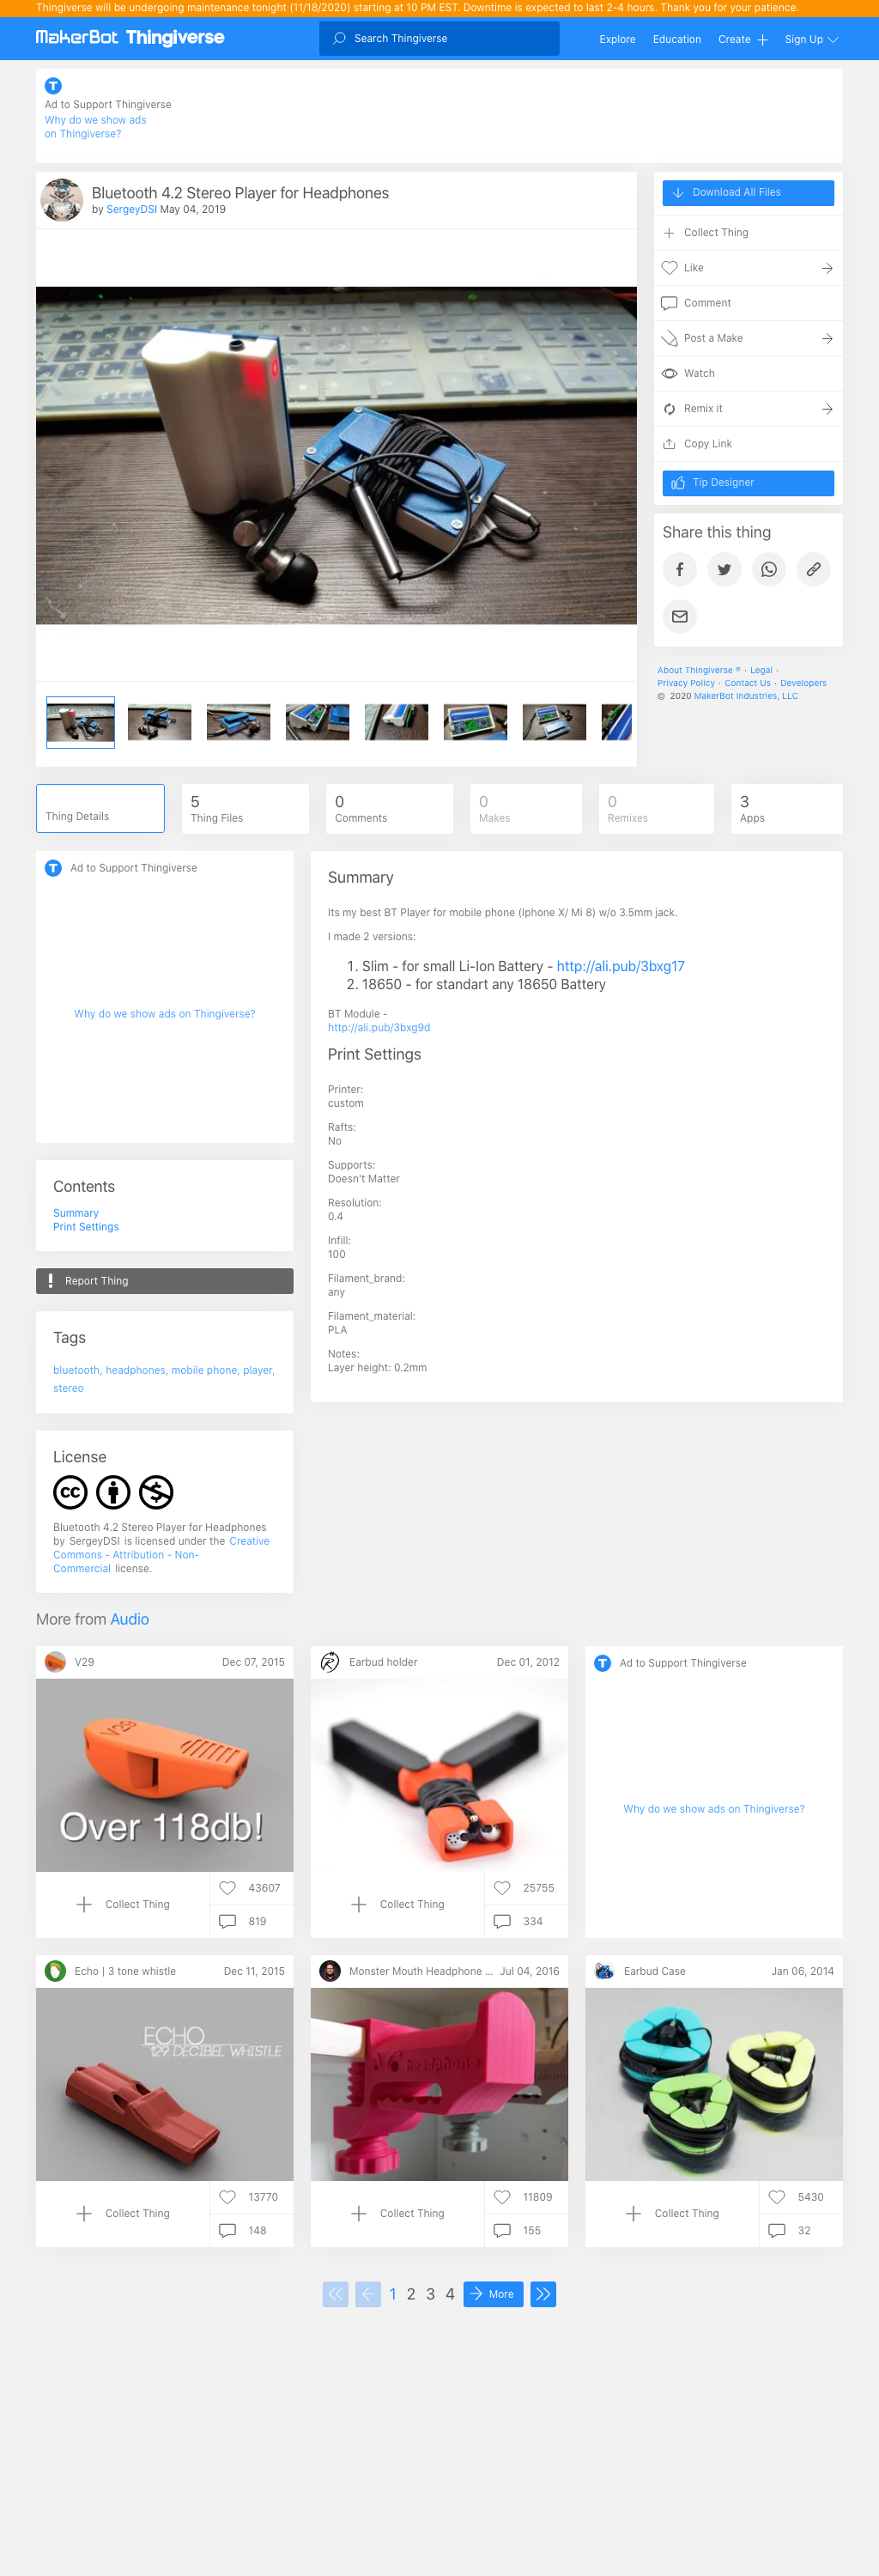 Thingiverse will be undergoing maintenance tonight (11/18/2020) starting at 10 PM EST. Downtime is expected to last 2-4 hours. Thank you for your patience.
MakerBot Thingiverse
Search Thingiverse
Explore
Education
Create
Sign Up
Ad to Support Thingiverse
Why do we show ads
on Thingiverse?
Bluetooth 4.2 Stereo Player for Headphones
by SergeyDSI May 04, 2019
Download All Files
Collect Thing
Like
Comment
Post a Make
Watch
Remix it
Copy Link
Tip Designer
Share this thing
About Thingiverse ® · Legal ·
Privacy Policy · Contact Us · Developers
© 2020 MakerBot Industries, LLC
Thing Details
5
Thing Files
0
Comments
0
Makes
0
Remixes
3
Apps
Ad to Support Thingiverse
Why do we show ads on Thingiverse?
Contents
Summary
Print Settings
Report Thing
Tags
bluetooth, headphones, mobile phone, player,
stereo
License
Bluetooth 4.2 Stereo Player for Headphones
by SergeyDSI is licensed under the Creative
Commons - Attribution - Non-
Commercial license.
Summary
Its my best BT Player for mobile phone (Iphone X/ Mi 8) w/o 3.5mm jack.
I made 2 versions:
1. Slim - for small Li-Ion Battery - http://ali.pub/3bxg17
2. 18650 - for standart any 18650 Battery
BT Module -
http://ali.pub/3bxg9d
Print Settings
Printer:
custom
Rafts:
No
Supports:
Doesn't Matter
Resolution:
0.4
Infill:
100
Filament_brand:
any
Filament_material:
PLA
Notes:
Layer height: 0.2mm
More from Audio
V29
Dec 07, 2015
V29
Over 118db!
Collect Thing
43607
819
Earbud holder
Dec 01, 2012
Collect Thing
25755
334
Ad to Support Thingiverse
Why do we show ads on Thingiverse?
Echo | 3 tone whistle
Dec 11, 2015
ECHO
129 DECIBEL WHISTLE
Collect Thing
13770
148
Monster Mouth Headphone ...
Jul 04, 2016
headphone
Collect Thing
11809
155
Earbud Case
Jan 06, 2014
Collect Thing
5430
32
1 2 3 4
More